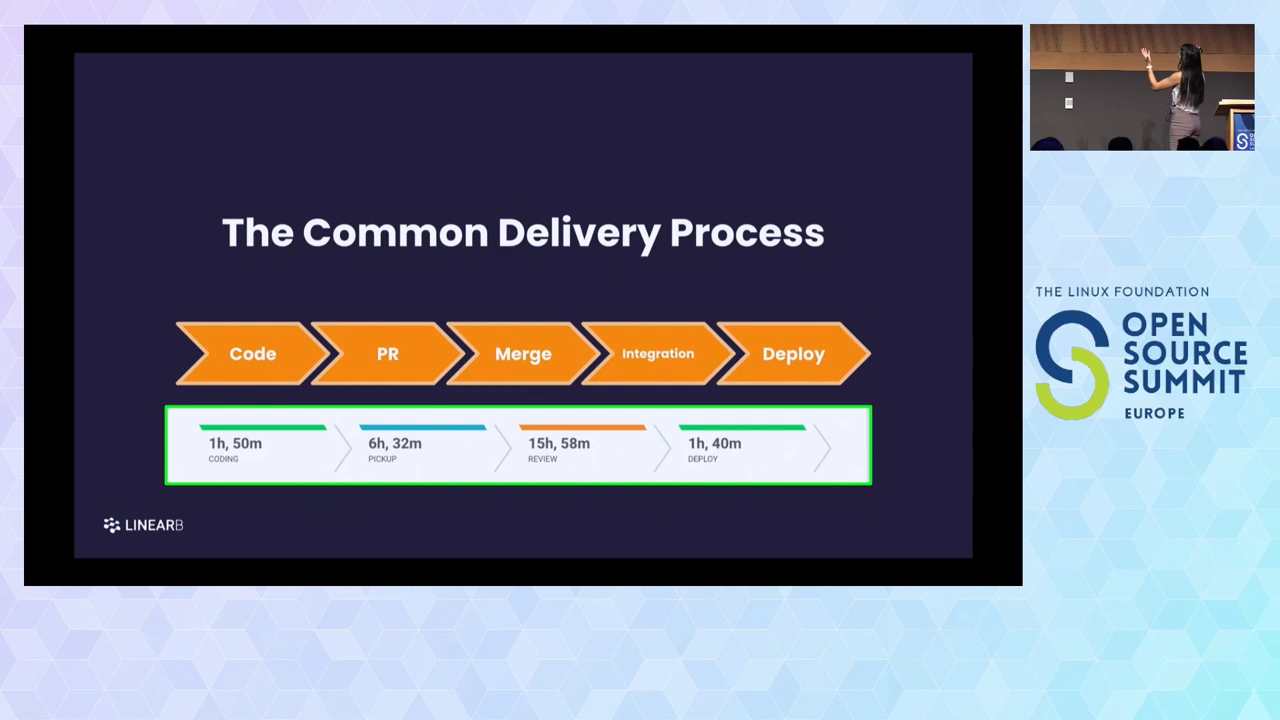 The Common Delivery Process
Code
PR
Merge
Integration
Deploy
1h, 50m
CODING
6h, 32m
PICKUP
15h, 58m
REVIEW
1h, 40m
DEPLOY
LINEARB
THE LINUX FOUNDATION
OPEN
SOURCE
SUMMIT
EUROPE